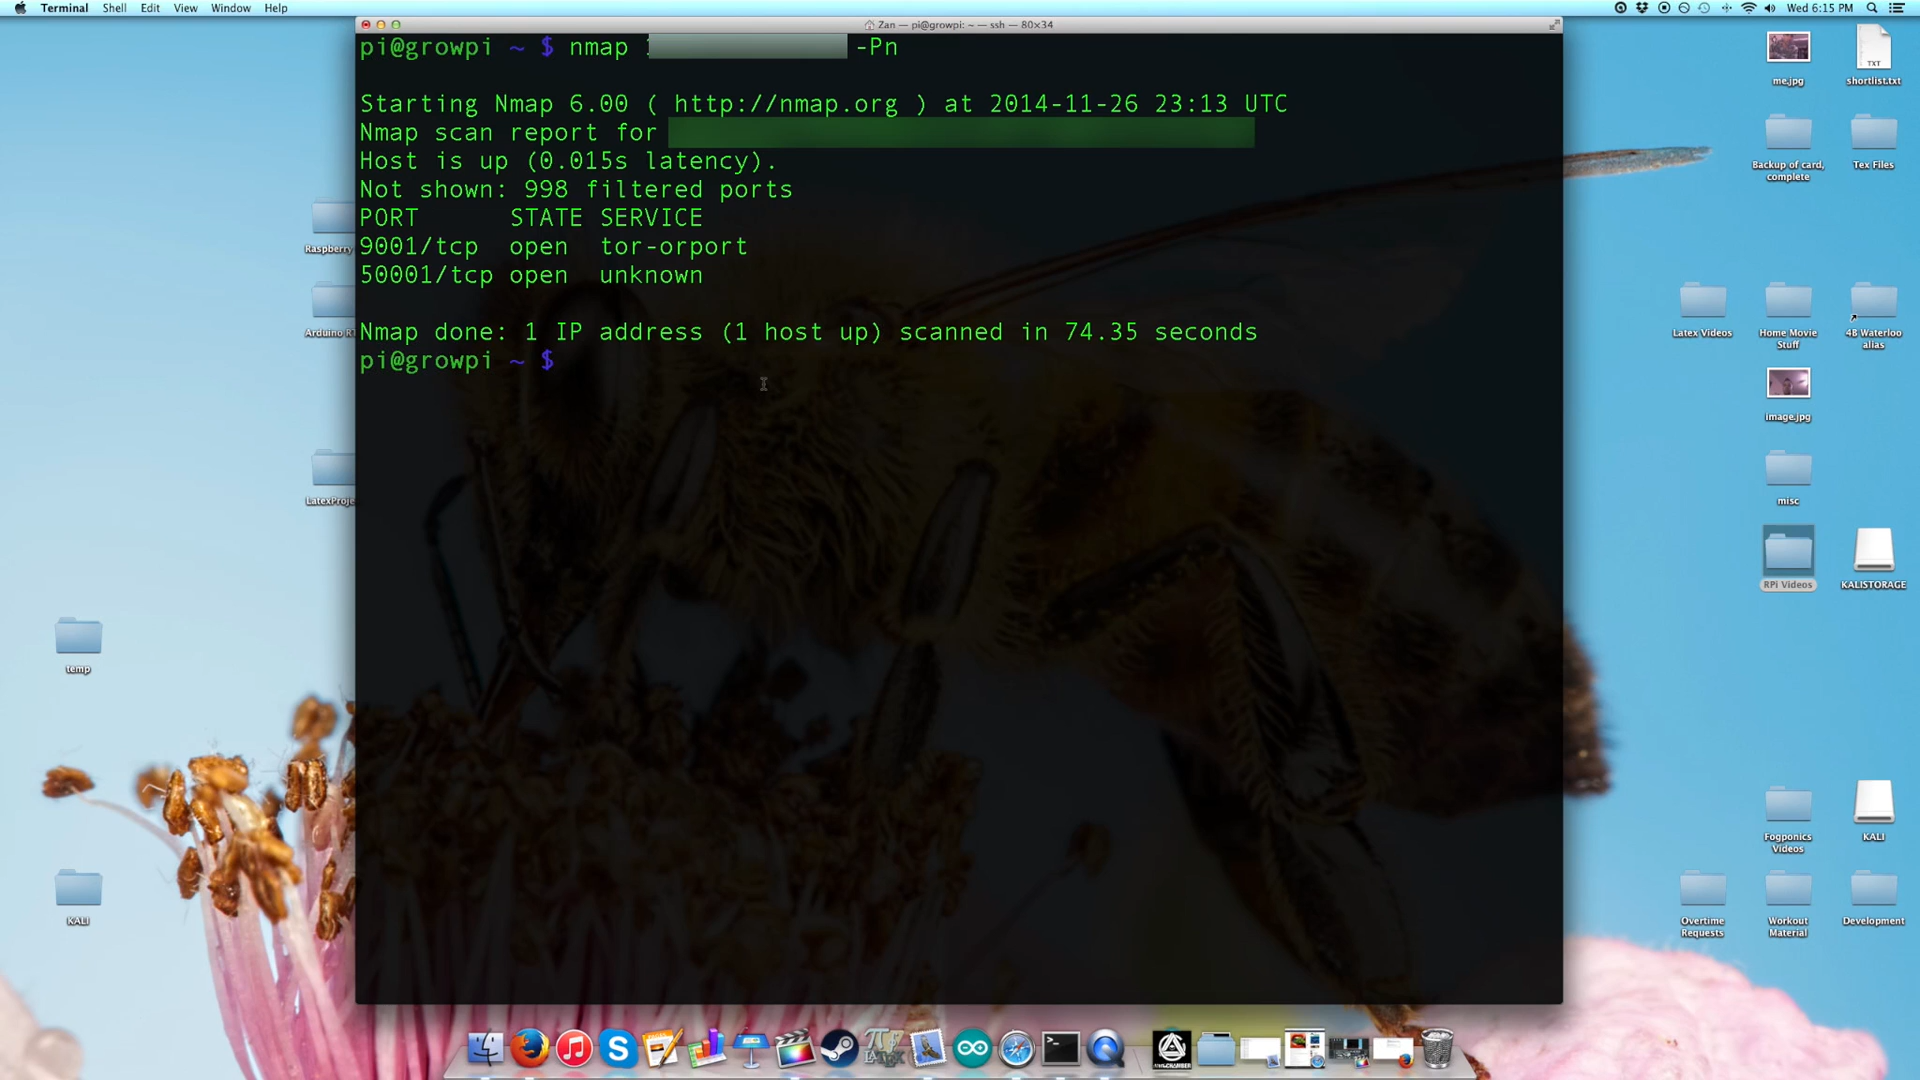 Terminal Shell Edit View Window Help
Wed 6:15 PM
Zan — pi@growpi: ~ — ssh — 80×34
pi@growpi ~ $ nmap -Pn
Starting Nmap 6.00 ( http://nmap.org ) at 2014-11-26 23:13 UTC
Nmap scan report for
Host is up (0.015s latency).
Not shown: 998 filtered ports
PORT STATE SERVICE
9001/tcp open tor-orport
50001/tcp open unknown
Nmap done: 1 IP address (1 host up) scanned in 74.35 seconds
pi@growpi ~ $
me.jpg
TXT
shortlist.txt
Backup of card,
complete
Tex Files
Raspberry
Arduino
Latex Videos
Home Movie
Stuff
4B Waterloo
alias
image.jpg
LatexProje
misc
RPi Videos
KALISTORAGE
temp
Fogponics
Videos
KALI
KALI
Overtime
Requests
Workout
Material
Development